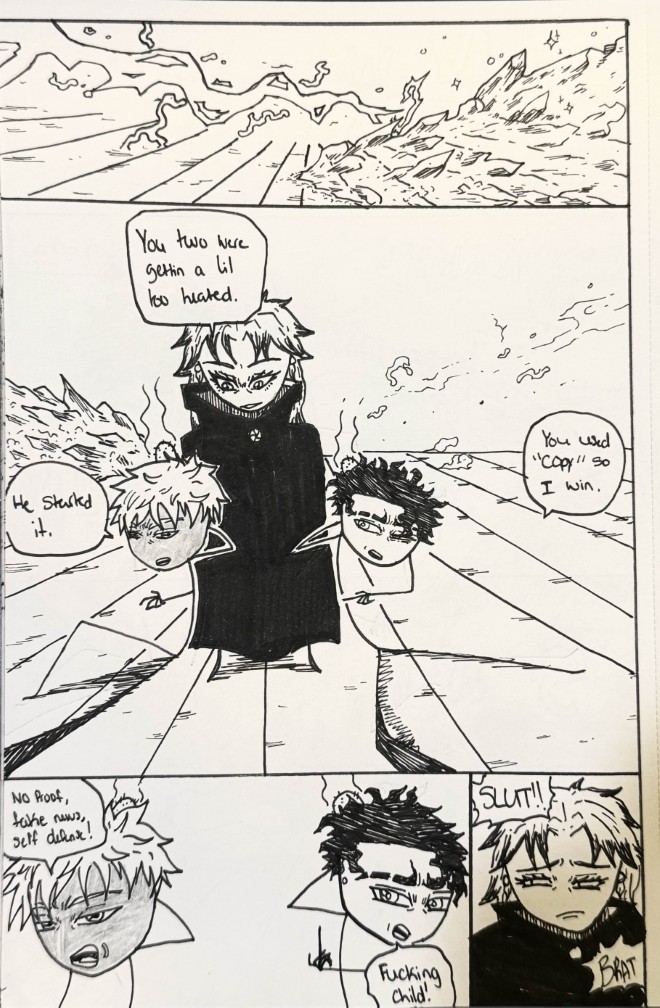 You two were
gettin a lil
too heated.
He started
it.
You used
"Copy" so
I win.
No Proof,
fake news,
self defense!
Fucking
Child!
SLUT!!
BRAT